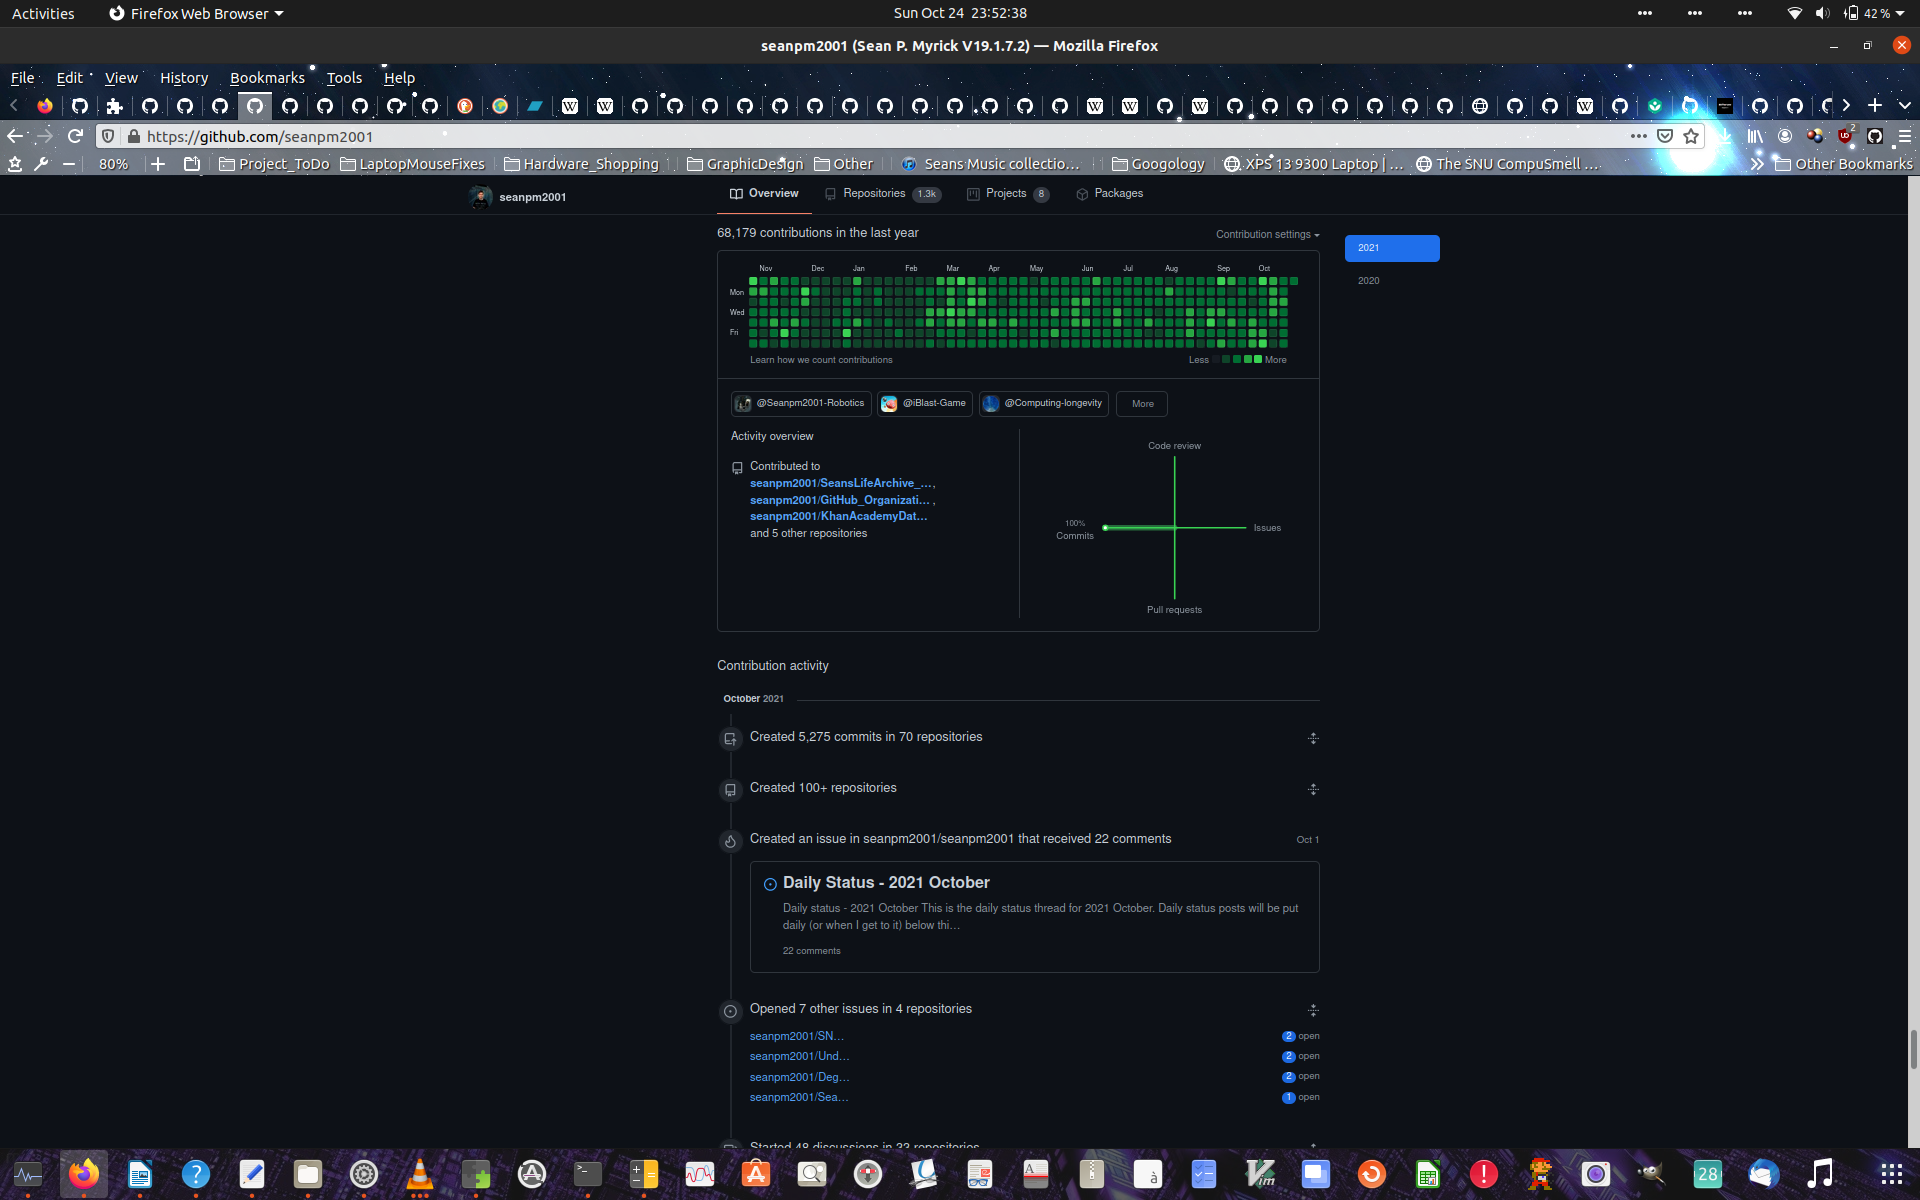 Activities
Firefox Web Browser
Sun Oct 24 23:52:38
42 %
seanpm2001 (Sean P. Myrick V19.1.7.2) — Mozilla Firefox
File Edit View History Bookmarks Tools Help
https://github.com/seanpm2001
80%
Project_ToDo
LaptopMouseFixes
Hardware_Shopping
GraphicDesign
Other
Seans Music collectio…
Googology
XPS 13 9300 Laptop | …
The SNU CompuSmell …
Other Bookmarks
seanpm2001
Overview
Repositories 1.3k
Projects 8
Packages
68,179 contributions in the last year
Contribution settings
2021
2020
Nov Dec Jan Feb Mar Apr May Jun Jul Aug Sep Oct
Mon
Wed
Fri
Learn how we count contributions
Less More
@Seanpm2001-Robotics
@iBlast-Game
@Computing-longevity
More
Activity overview
Contributed to
seanpm2001/SeansLifeArchive_…,
seanpm2001/GitHub_Organizati… ,
seanpm2001/KhanAcademyDat…
and 5 other repositories
Code review
100%
Commits
Issues
Pull requests
Contribution activity
October 2021
Created 5,275 commits in 70 repositories
Created 100+ repositories
Created an issue in seanpm2001/seanpm2001 that received 22 comments
Oct 1
Daily Status - 2021 October
Daily status - 2021 October This is the daily status thread for 2021 October. Daily status posts will be put
daily (or when I get to it) below thi…
22 comments
Opened 7 other issues in 4 repositories
seanpm2001/SN… 2 open
seanpm2001/Und… 2 open
seanpm2001/Deg… 2 open
seanpm2001/Sea… 1 open
Started 48 discussions in 33 repositories
28